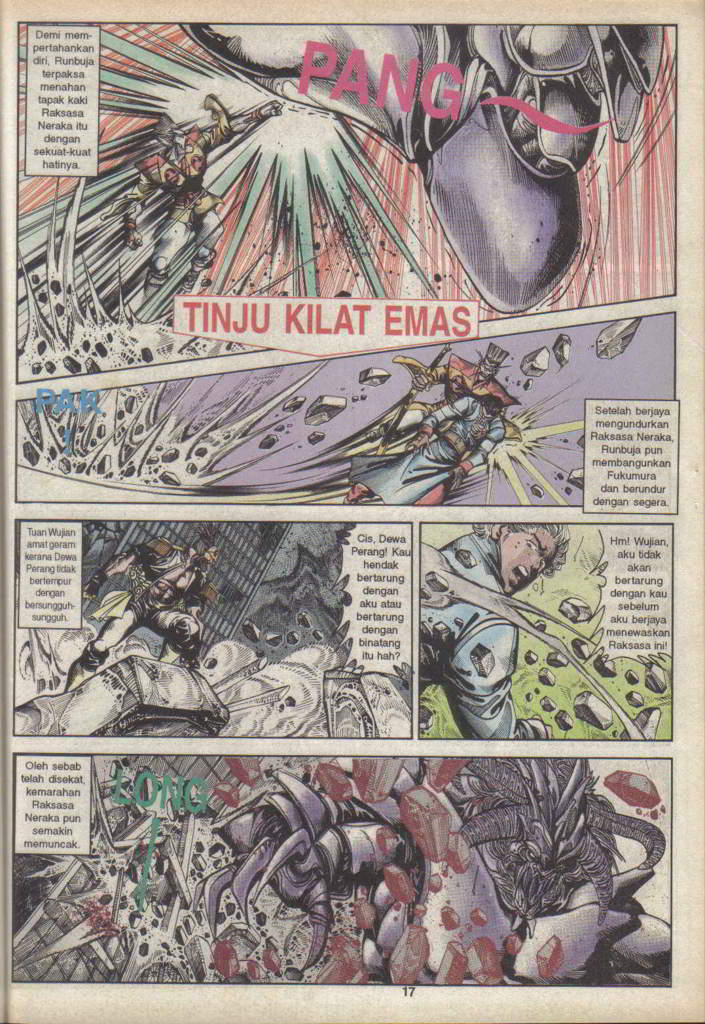 Demi mem-
pertahankan
diri, Runbuja
terpaksa
menahan
tapak kaki
Raksasa
Neraka itu
dengan
sekuat-kuat
hatinya.
PANG
TINJU KILAT EMAS
PAK
!
Setelah berjaya
mengundurkan
Raksasa Neraka,
Runbuja pun
membangunkan
Fukumura
dan berundur
dengan segera.
Tuan Wujian
amat geram
kerana Dewa
Perang tidak
bertempur
dengan
bersungguh-
sungguh.
Cis, Dewa
Perang! Kau
hendak
bertarung
dengan
aku atau
bertarung
dengan
binatang
itu hah?
Hm! Wujian,
aku tidak
akan
bertarung
dengan kau
sebelum
aku berjaya
menewaskan
Raksasa ini!
Oleh sebab
telah disekat,
kemarahan
Raksasa
Neraka pun
semakin
memuncak.
LONG
!
17